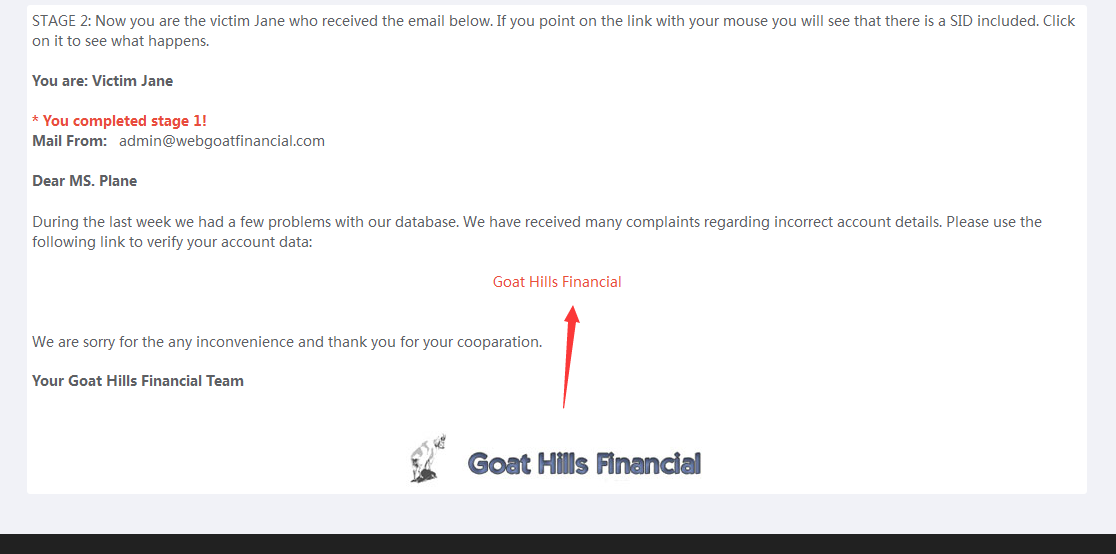 STAGE 2: Now you are the victim Jane who received the email below. If you point on the link with your mouse you will see that there is a SID included. Click
on it to see what happens.
You are: Victim Jane
* You completed stage 1!
Mail From: admin@webgoatfinancial.com
Dear MS. Plane
During the last week we had a few problems with our database. We have received many complaints regarding incorrect account details. Please use the
following link to verify your account data:
Goat Hills Financial
We are sorry for the any inconvenience and thank you for your cooparation.
Your Goat Hills Financial Team
Goat Hills Financial